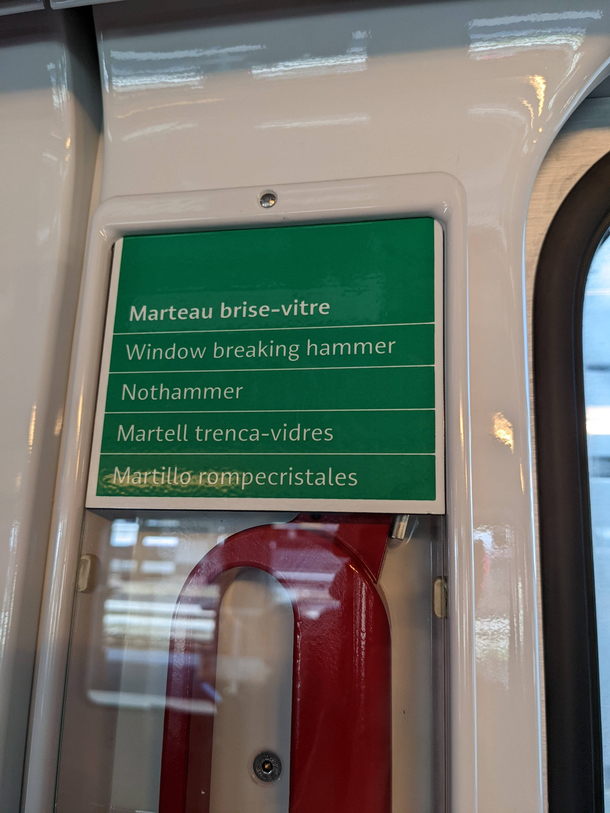 Marteau brise-vitre
Window breaking hammer
Nothammer
Martell trenca-vidres
Martillo rompecristales